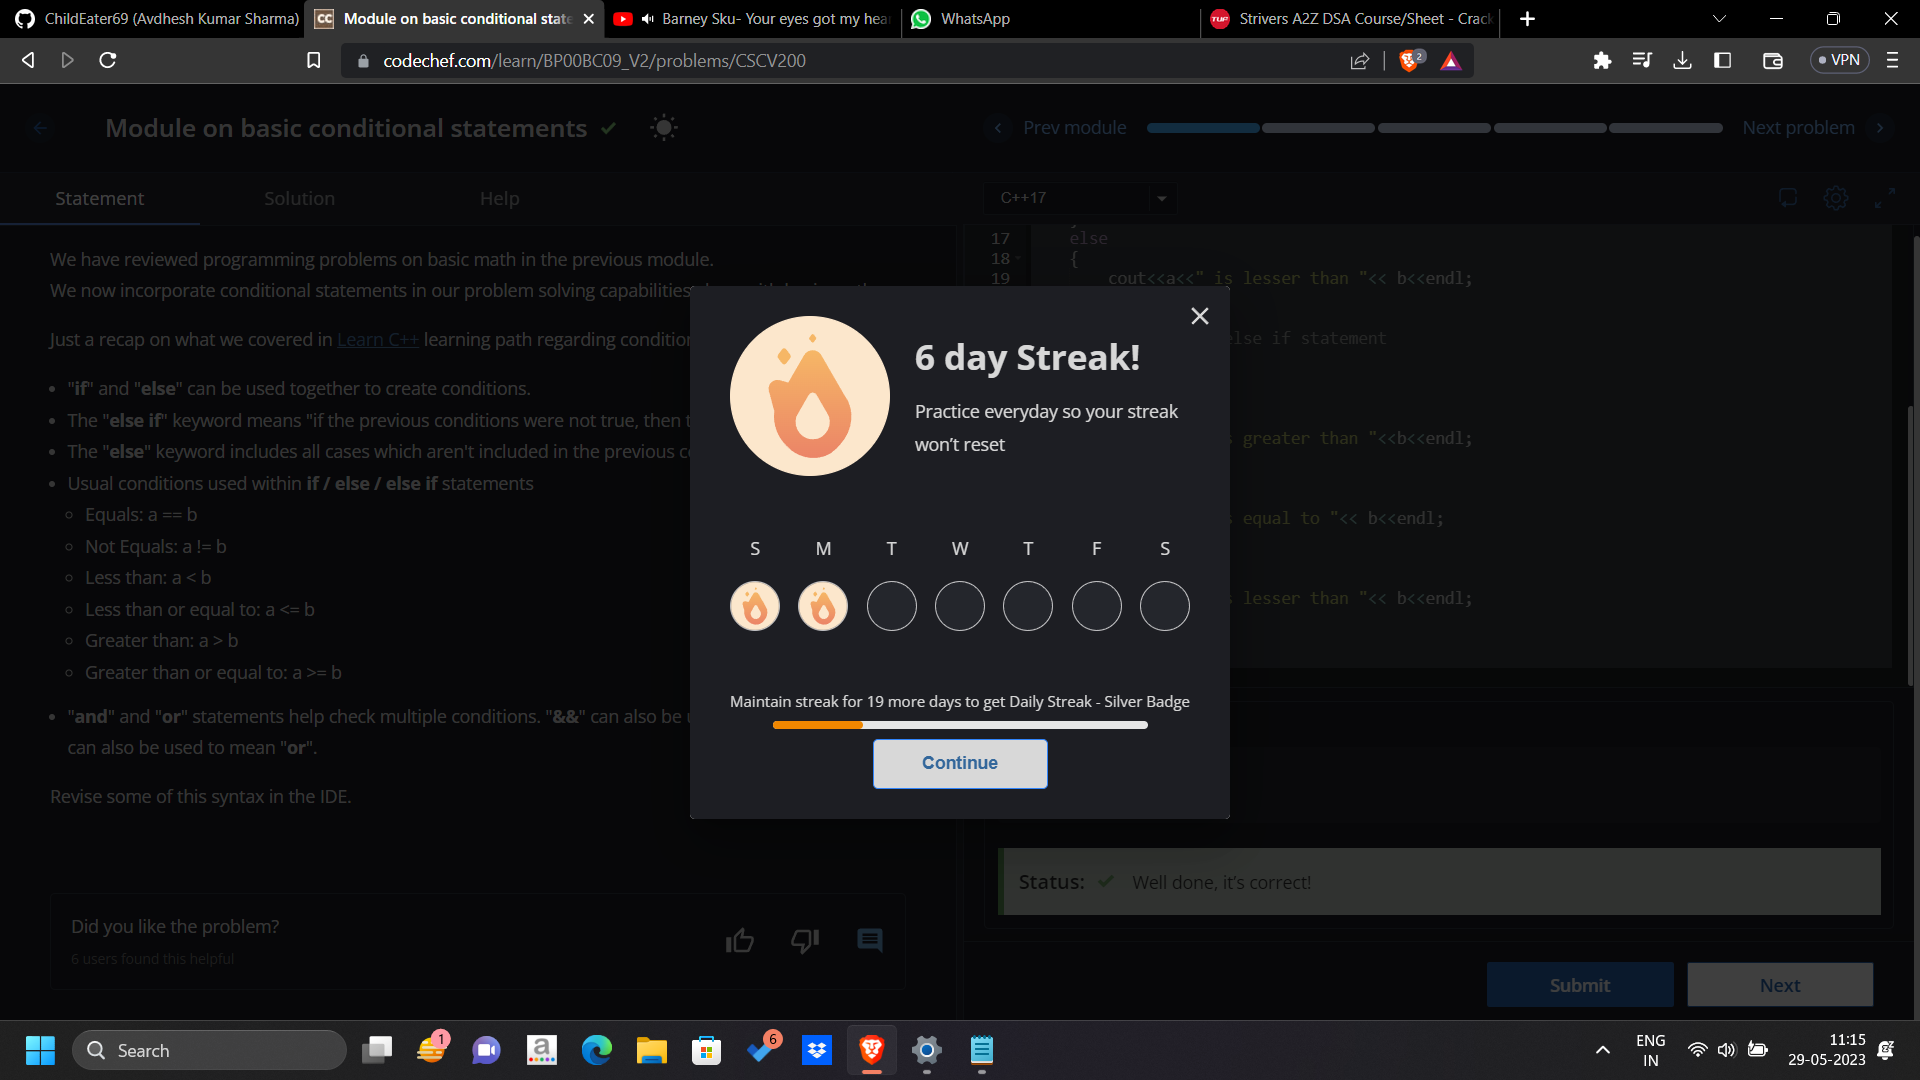 ChildEater69 (Avdhesh Kumar Sharma)
Module on basic conditional state
Barney Sku- Your eyes got my hea
WhatsApp
Strivers A2Z DSA Course/Sheet - Crack
codechef.com/learn/BP00BC09_V2/problems/CSCV200
2
VPN
Module on basic conditional statements
Prev module
Next problem
Statement
Solution
Help
C++17
We have reviewed programming problems on basic math in the previous module.
We now incorporate conditional statements in our problem solving capabilities
Just a recap on what we covered in Learn C++ learning path regarding condition
• "if" and "else" can be used together to create conditions.
• The "else if" keyword means "if the previous conditions were not true, then t
• The "else" keyword includes all cases which aren't included in the previous c
• Usual conditions used within if / else / else if statements
Equals: a == b
Not Equals: a != b
Less than: a < b
Less than or equal to: a <= b
Greater than: a > b
Greater than or equal to: a >= b
• "and" and "or" statements help check multiple conditions. "&&" can also be
can also be used to mean "or".
Revise some of this syntax in the IDE.
Did you like the problem?
6 users found this helpful
17 else
18 {
19 cout<<a<<" is lesser than "<< b<<endl;
lse if statement
greater than "<<b<<endl;
equal to "<< b<<endl;
lesser than "<< b<<endl;
6 day Streak!
Practice everyday so your streak
won't reset
S M T W T F S
Maintain streak for 19 more days to get Daily Streak - Silver Badge
Continue
Status: Well done, it's correct!
Submit
Next
Search
1
a
6
ENG
IN
11:15
29-05-2023